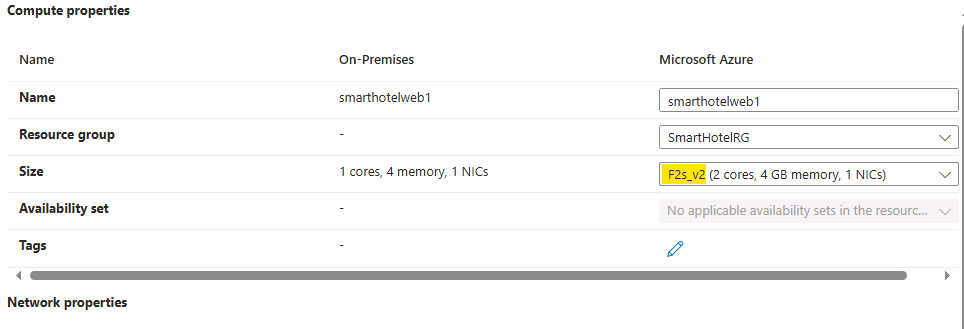 Compute properties
Name On-Premises Microsoft Azure
Name smarthotelweb1 smarthotelweb1
Resource group - SmartHotelRG
Size 1 cores, 4 memory, 1 NICs F2s_v2 (2 cores, 4 GB memory, 1 NICs)
Availability set - No applicable availability sets in the resourc...
Tags -
Network properties